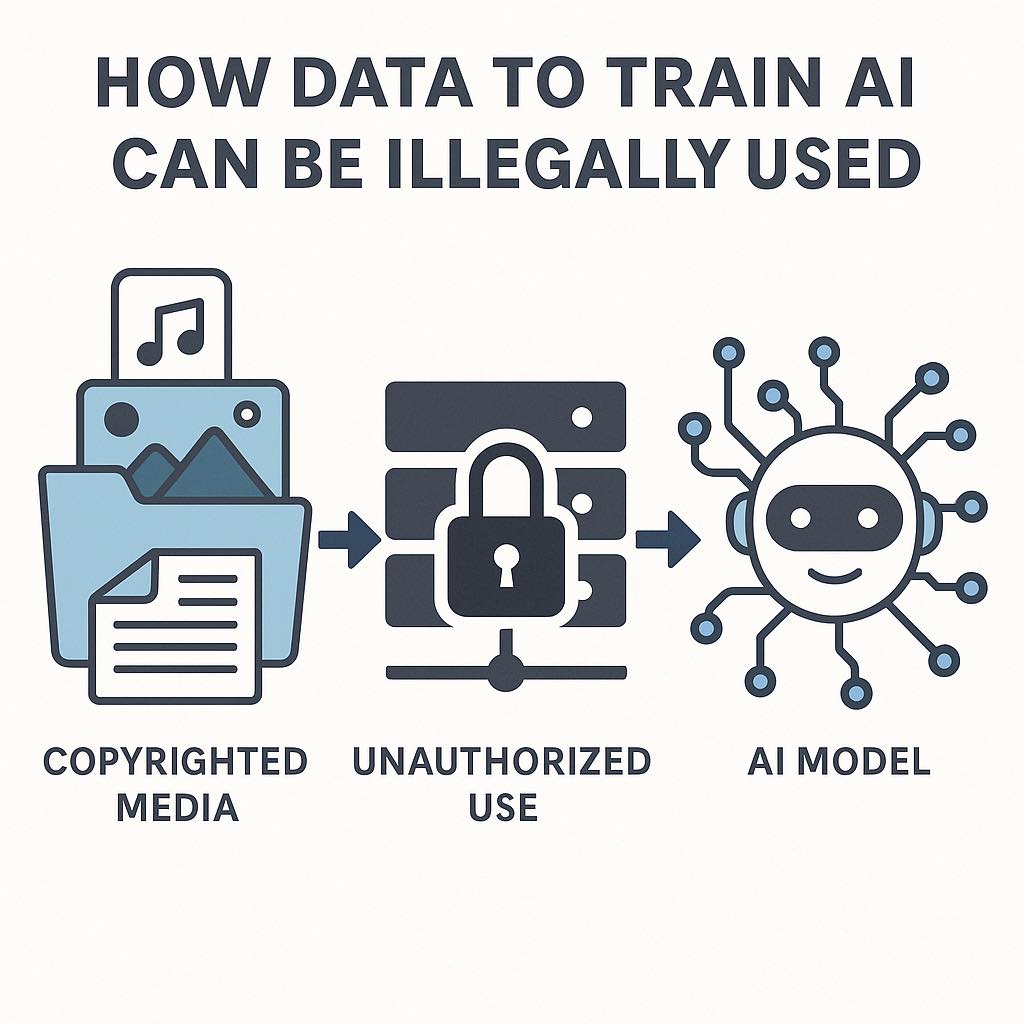 HOW DATA TO TRAIN AI
CAN BE ILLEGALLY USED
COPYRIGHTED
MEDIA
UNAUTHORIZED
USE
AI MODEL